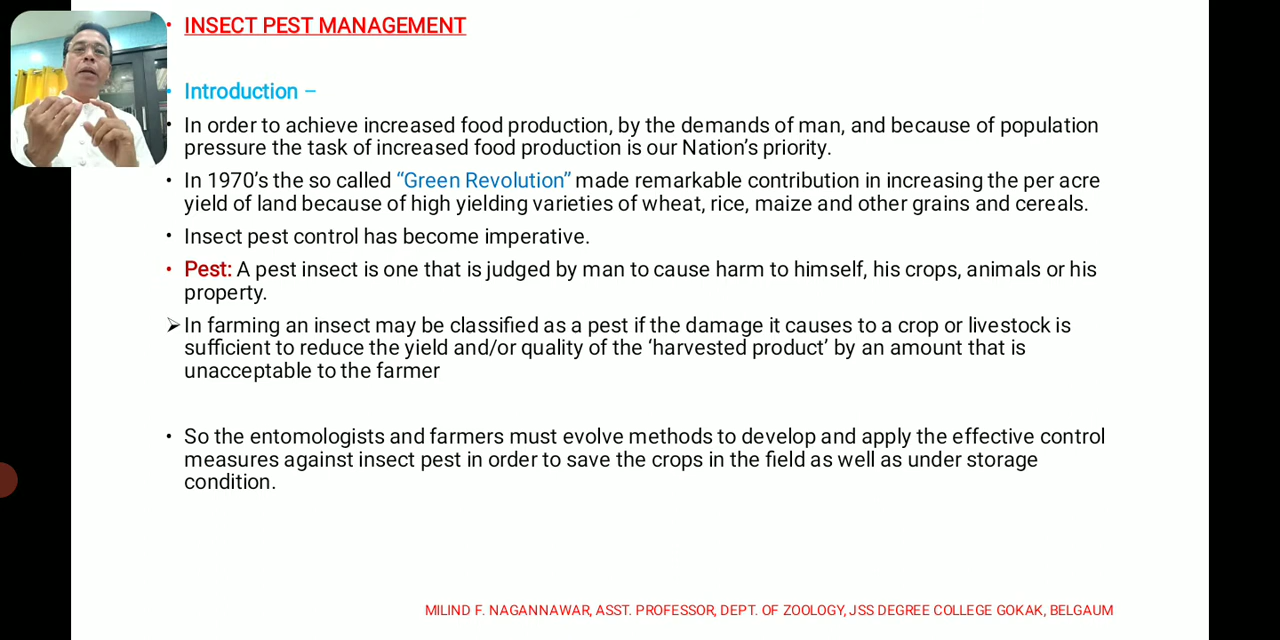 INSECT PEST MANAGEMENT
Introduction –
In order to achieve increased food production, by the demands of man, and because of population
pressure the task of increased food production is our Nation's priority.
In 1970's the so called “Green Revolution” made remarkable contribution in increasing the per acre
yield of land because of high yielding varieties of wheat, rice, maize and other grains and cereals.
Insect pest control has become imperative.
Pest: A pest insect is one that is judged by man to cause harm to himself, his crops, animals or his
property.
In farming an insect may be classified as a pest if the damage it causes to a crop or livestock is
sufficient to reduce the yield and/or quality of the ‘harvested product’ by an amount that is
unacceptable to the farmer
So the entomologists and farmers must evolve methods to develop and apply the effective control
measures against insect pest in order to save the crops in the field as well as under storage
condition.
MILIND F. NAGANNAWAR, ASST. PROFESSOR, DEPT. OF ZOOLOGY, JSS DEGREE COLLEGE GOKAK, BELGAUM